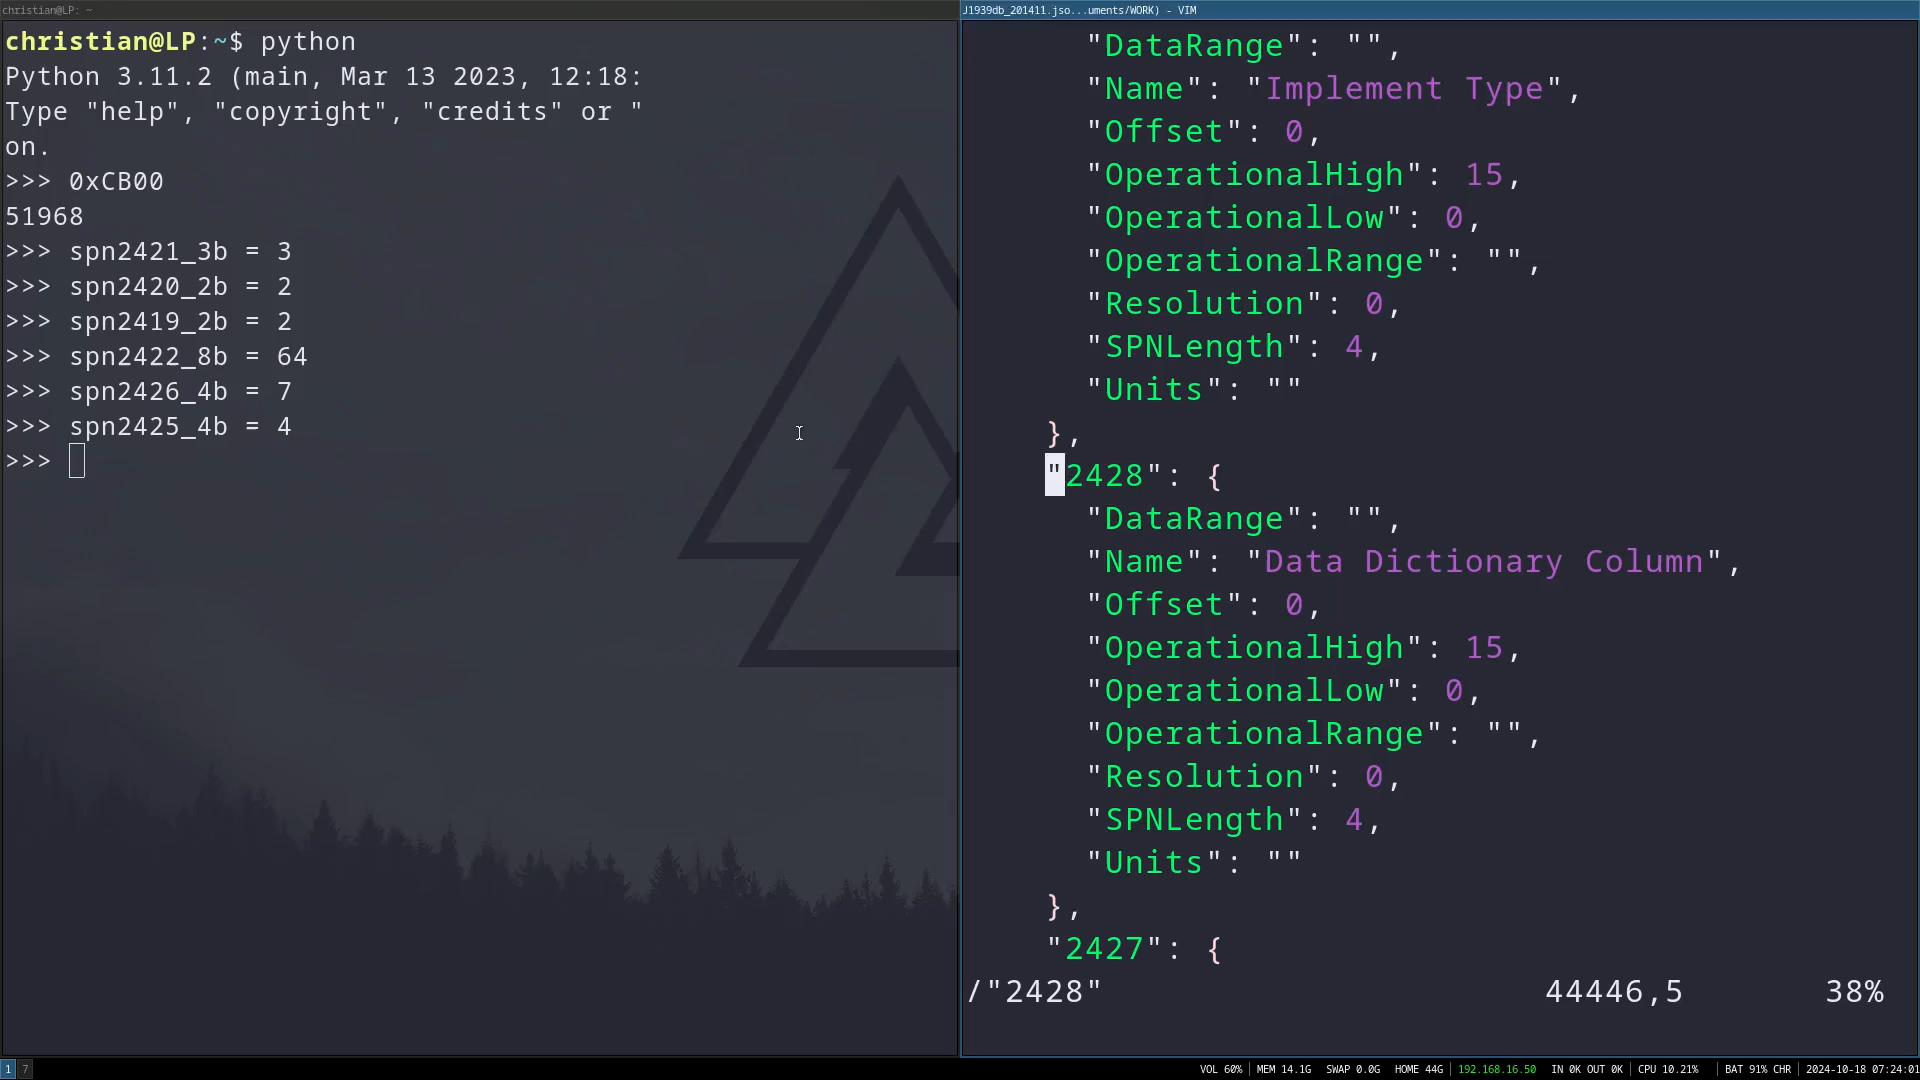 christian@LP: ~
christian@LP:~$ python
Python 3.11.2 (main, Mar 13 2023, 12:18:
Type "help", "copyright", "credits" or "
on.
>>> 0xCB00
51968
>>> spn2421_3b = 3
>>> spn2420_2b = 2
>>> spn2419_2b = 2
>>> spn2422_8b = 64
>>> spn2426_4b = 7
>>> spn2425_4b = 4
>>>
J1939db_201411.jso...uments/WORK) - VIM
"DataRange": "",
"Name": "Implement Type",
"Offset": 0,
"OperationalHigh": 15,
"OperationalLow": 0,
"OperationalRange": "",
"Resolution": 0,
"SPNLength": 4,
"Units": ""
},
"2428": {
"DataRange": "",
"Name": "Data Dictionary Column",
"Offset": 0,
"OperationalHigh": 15,
"OperationalLow": 0,
"OperationalRange": "",
"Resolution": 0,
"SPNLength": 4,
"Units": ""
},
"2427": {
/"2428" 44446,5 38%
1 7 VOL 60% MEM 14.1G SWAP 0.0G HOME 44G 192.168.16.50 IN 0K OUT 0K CPU 10.21% BAT 91% CHR 2024-10-18 07:24:01